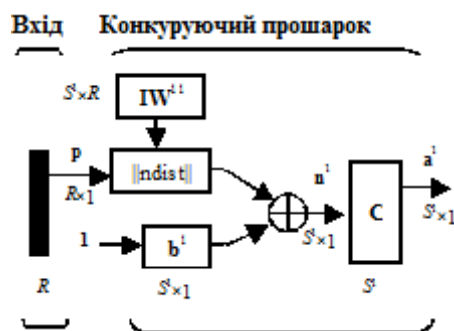 Вхід Конкуруючий прошарок
S¹×R
IW¹¹
p
R×1
||ndist||
n¹
S¹×1
C
a¹
S¹×1
1
b¹
S¹×1
R
S¹